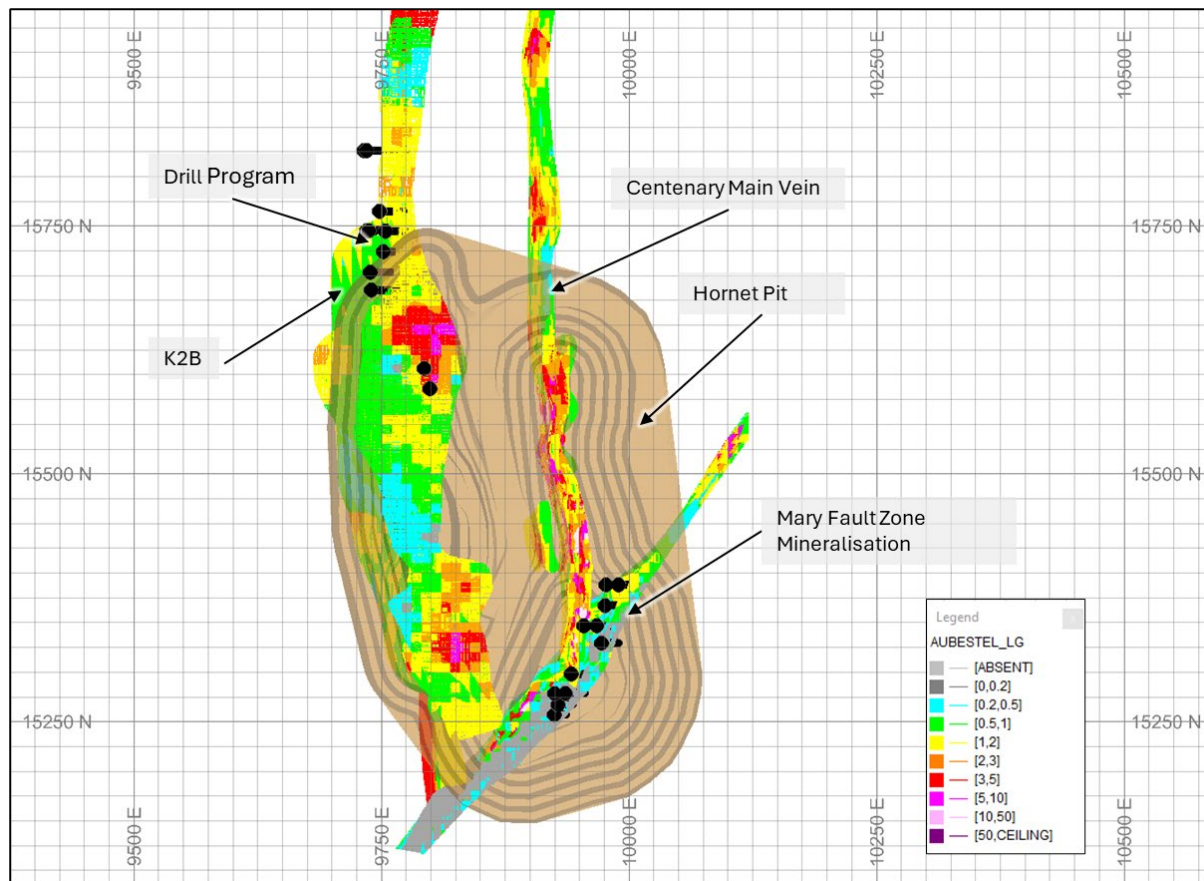 9500 E
9750 E
10000 E
10250 E
10500 E
Drill Program
Centenary Main Vein
15750 N
15750 N
Hornet Pit
K2B
15500 N
15500 N
Mary Fault Zone
Mineralisation
Legend
x
AUBESTEL_LG
[ABSENT]
[0,0.2]
[0.2,0.5]
[0.5,1]
[1,2]
[2,3]
[3,5]
[5,10]
[10,50]
[50,CEILING]
15250 N
15250 N
9500 E
9750 E
10000 E
10250 E
10500 E